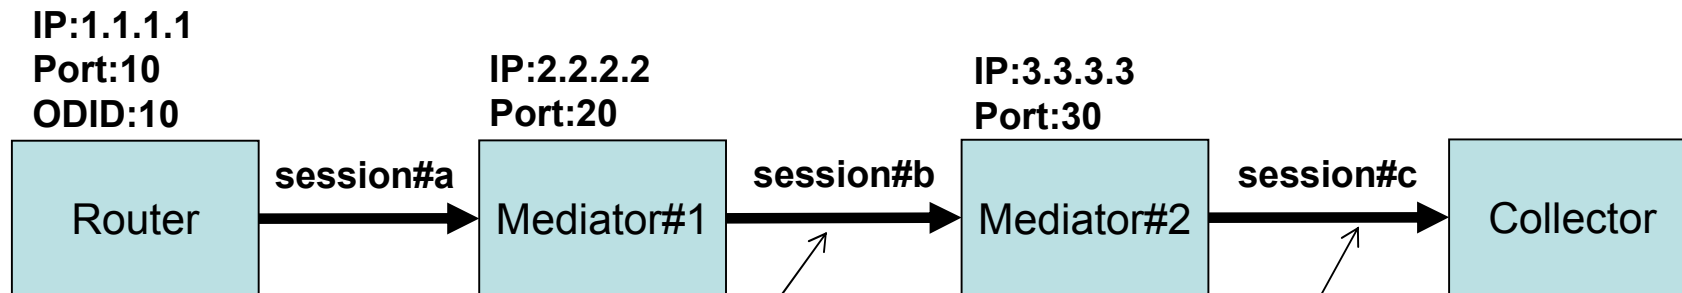 IP:1.1.1.1
Port:10
ODID:10
IP:2.2.2.2
Port:20
IP:3.3.3.3
Port:30
Router
session#a
Mediator#1
session#b
Mediator#2
session#c
Collector